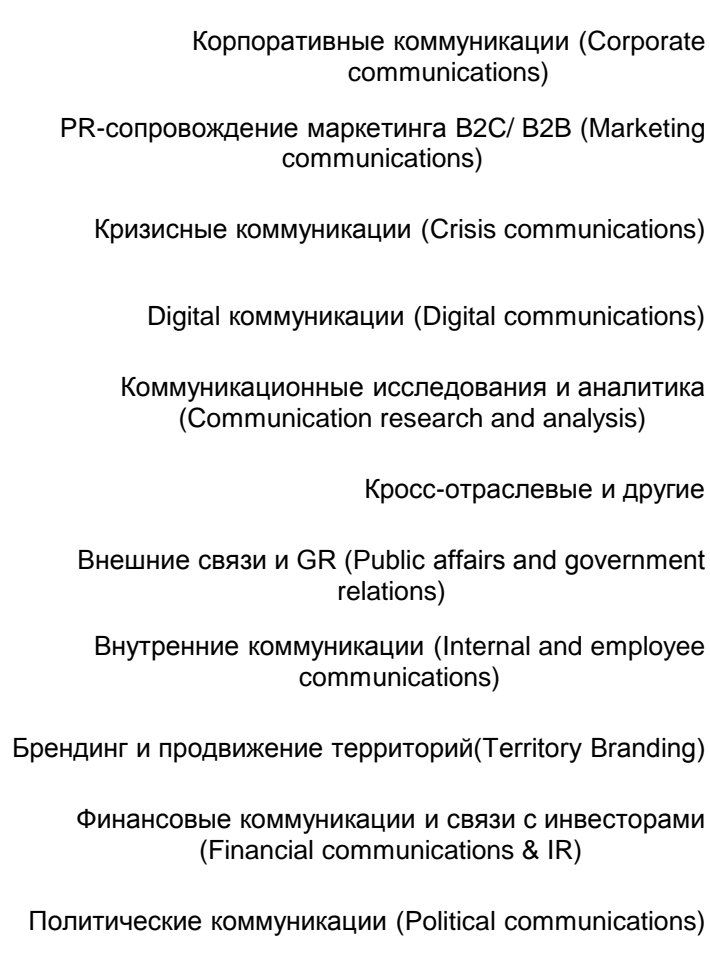 Корпоративные коммуникации (Corporate
communications)
PR-сопровождение маркетинга B2C/ B2B (Marketing
communications)
Кризисные коммуникации (Crisis communications)
Digital коммуникации (Digital communications)
Коммуникационные исследования и аналитика
(Communication research and analysis)
Кросс-отраслевые и другие
Внешние связи и GR (Public affairs and government
relations)
Внутренние коммуникации (Internal and employee
communications)
Брендинг и продвижение территорий(Territory Branding)
Финансовые коммуникации и связи с инвесторами
(Financial communications & IR)
Политические коммуникации (Political communications)